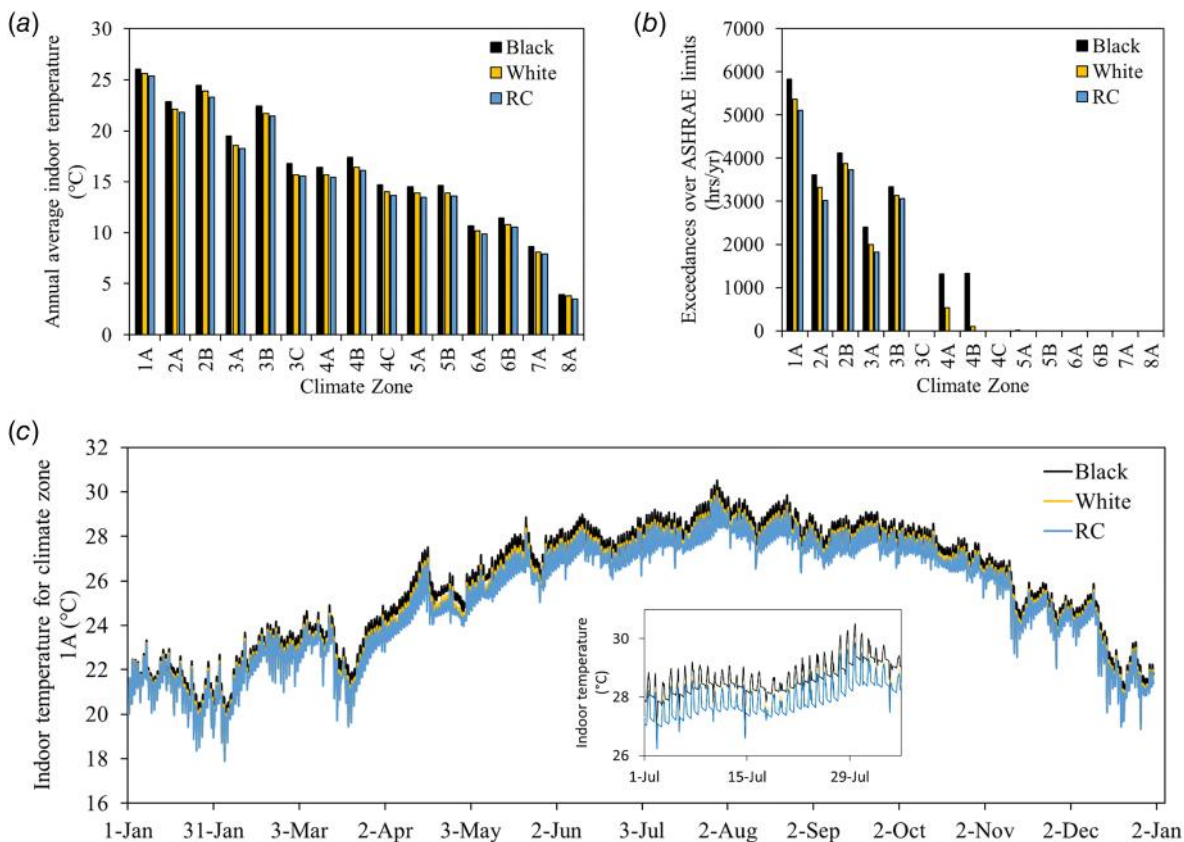 (a)
Annual average indoor temperature
(°C)
30
25
20
15
10
5
0
Black
White
RC
1A
2A
2B
3A
3B
3C
4A
4B
4C
5A
5B
6A
6B
7A
8A
Climate Zone
(b)
Exceedances over ASHRAE limits
(hrs/yr)
7000
6000
5000
4000
3000
2000
1000
0
Black
White
RC
1A
2A
2B
3A
3B
3C
4A
4B
4C
5A
5B
6A
6B
7A
8A
Climate Zone
(c)
Indoor temperature for climate zone
1A (°C)
32
30
28
26
24
22
20
18
16
Black
White
RC
Indoor temperature
(°C)
30
28
26
1-Jul 15-Jul 29-Jul
1-Jan 31-Jan 3-Mar 2-Apr 3-May 2-Jun 3-Jul 2-Aug 2-Sep 2-Oct 2-Nov 2-Dec 2-Jan